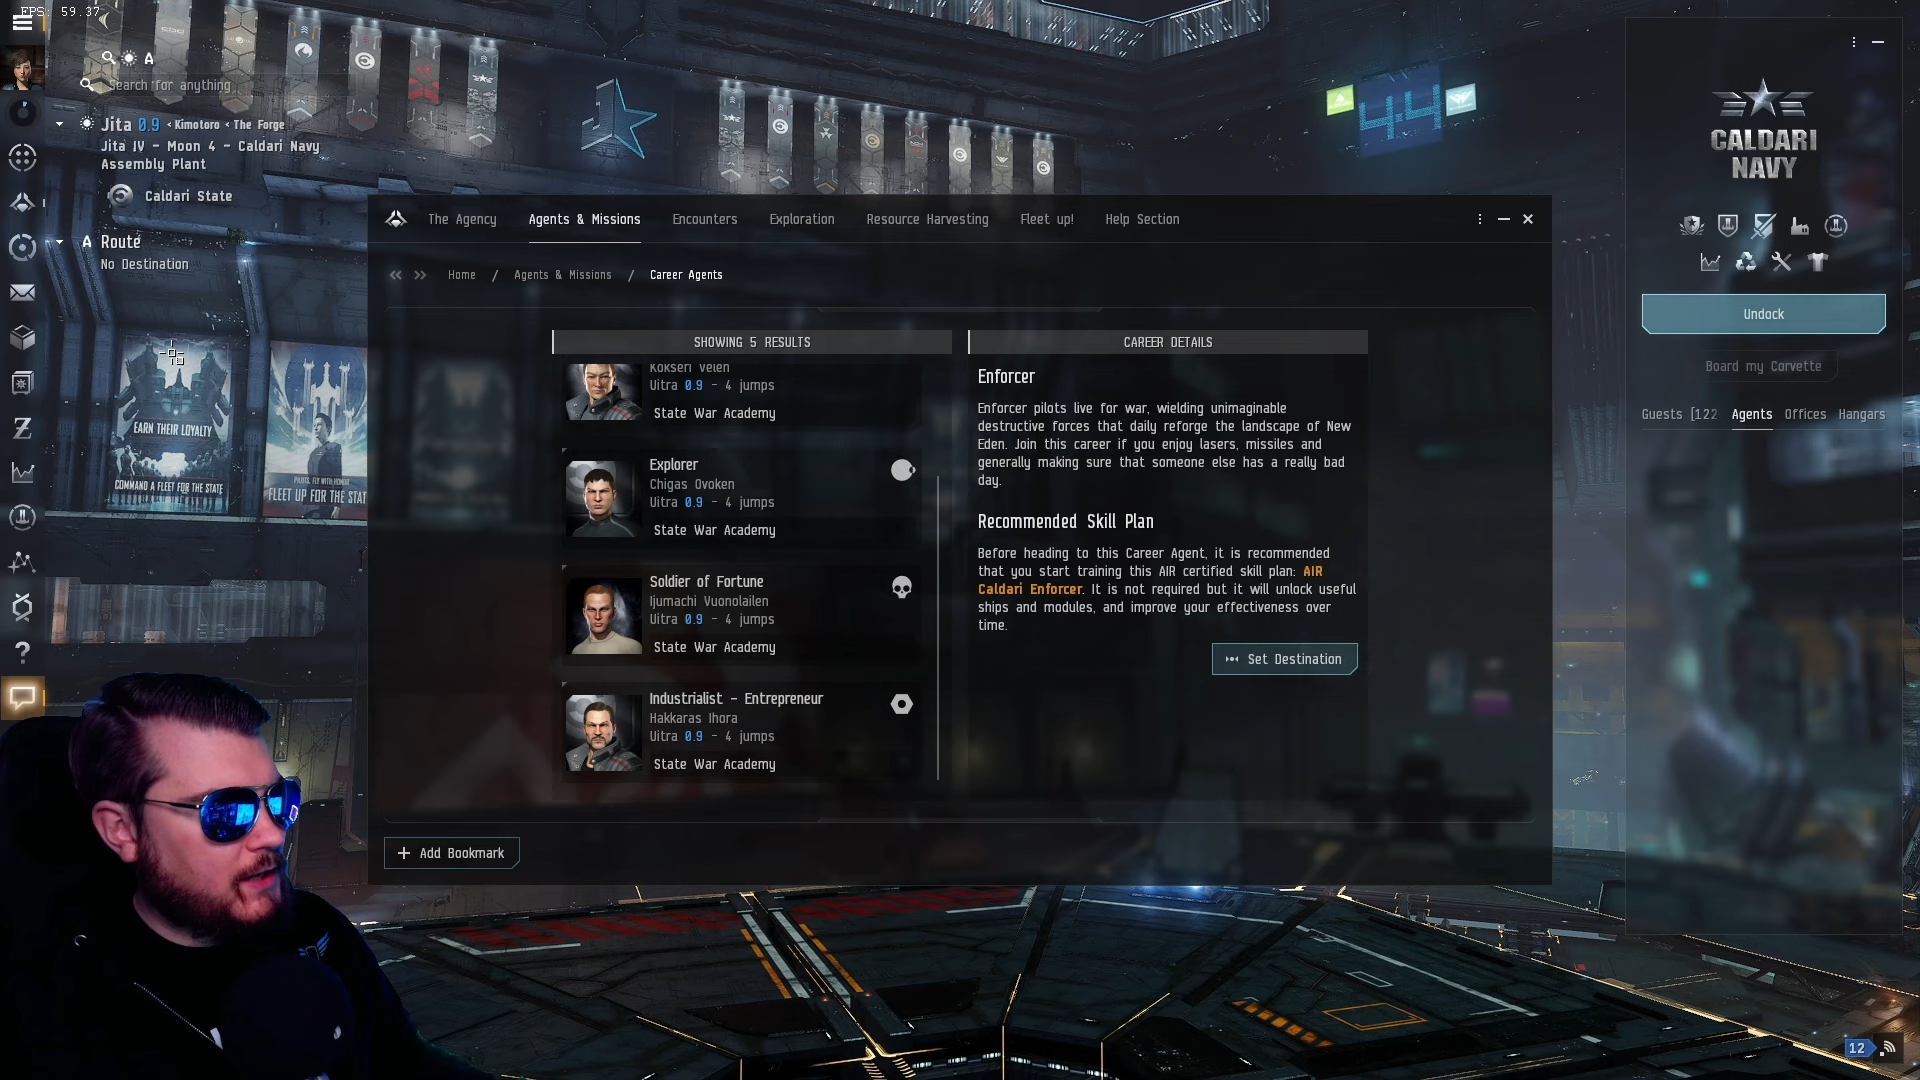 FPS: 59.37
A
Search for anything
Jita 0.9 < Kimotoro < The Forge
Jita IV - Moon 4 - Caldari Navy
Assembly Plant
Caldari State
A Route
No Destination
EARN THEIR LOYALTY
COMMAND A FLEET FOR THE STATE
FLEET UP FOR THE STAT
44
The Agency
Agents & Missions
Encounters
Exploration
Resource Harvesting
Fleet up!
Help Section
Home / Agents & Missions / Career Agents
SHOWING 5 RESULTS
Kokseri Velen
Uitra 0.9 - 4 jumps
State War Academy
Explorer
Chigas Ovoken
Uitra 0.9 - 4 jumps
State War Academy
Soldier of Fortune
Ijumachi Vuonolailen
Uitra 0.9 - 4 jumps
State War Academy
Industrialist - Entrepreneur
Hakkaras Ihora
Uitra 0.9 - 4 jumps
State War Academy
CAREER DETAILS
Enforcer
Enforcer pilots live for war, wielding unimaginable
destructive forces that daily reforge the landscape of New
Eden. Join this career if you enjoy lasers, missiles and
generally making sure that someone else has a really bad
day.
Recommended Skill Plan
Before heading to this Career Agent, it is recommended
that you start training this AIR certified skill plan: AIR
Caldari Enforcer. It is not required but it will unlock useful
ships and modules, and improve your effectiveness over
time.
Set Destination
+ Add Bookmark
CALDARI
NAVY
Undock
Board my Corvette
Guests [122
Agents
Offices
Hangars
12